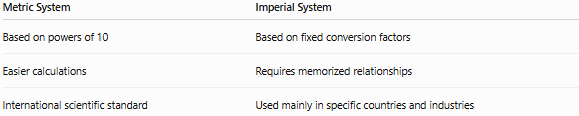 Metric System Imperial System
Based on powers of 10 Based on fixed conversion factors
Easier calculations Requires memorized relationships
International scientific standard Used mainly in specific countries and industries